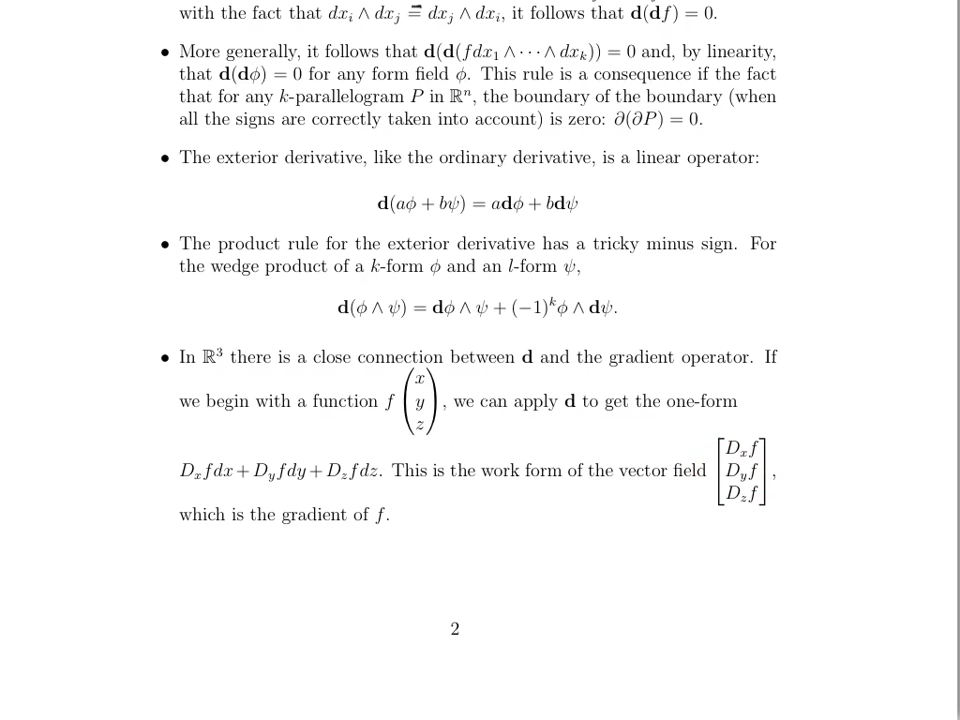 with the fact that dx_i ∧ dx_j = dx_j ∧ dx_i, it follows that d(df) = 0.
• More generally, it follows that d(d(fdx_1 ∧ ··· ∧ dx_k)) = 0 and, by linearity,
that d(dϕ) = 0 for any form field ϕ. This rule is a consequence if the fact
that for any k-parallelogram P in ℝ^n, the boundary of the boundary (when
all the signs are correctly taken into account) is zero: ∂(∂P) = 0.
• The exterior derivative, like the ordinary derivative, is a linear operator:
d(aϕ + bψ) = adϕ + bdψ
• The product rule for the exterior derivative has a tricky minus sign. For
the wedge product of a k-form ϕ and an l-form ψ,
d(ϕ ∧ ψ) = dϕ ∧ ψ + (−1)^k ϕ ∧ dψ.
• In ℝ^3 there is a close connection between d and the gradient operator. If
we begin with a function f (x y z), we can apply d to get the one-form
D_x fdx + D_y fdy + D_z fdz. This is the work form of the vector field [D_x f D_y f D_z f],
which is the gradient of f.
2